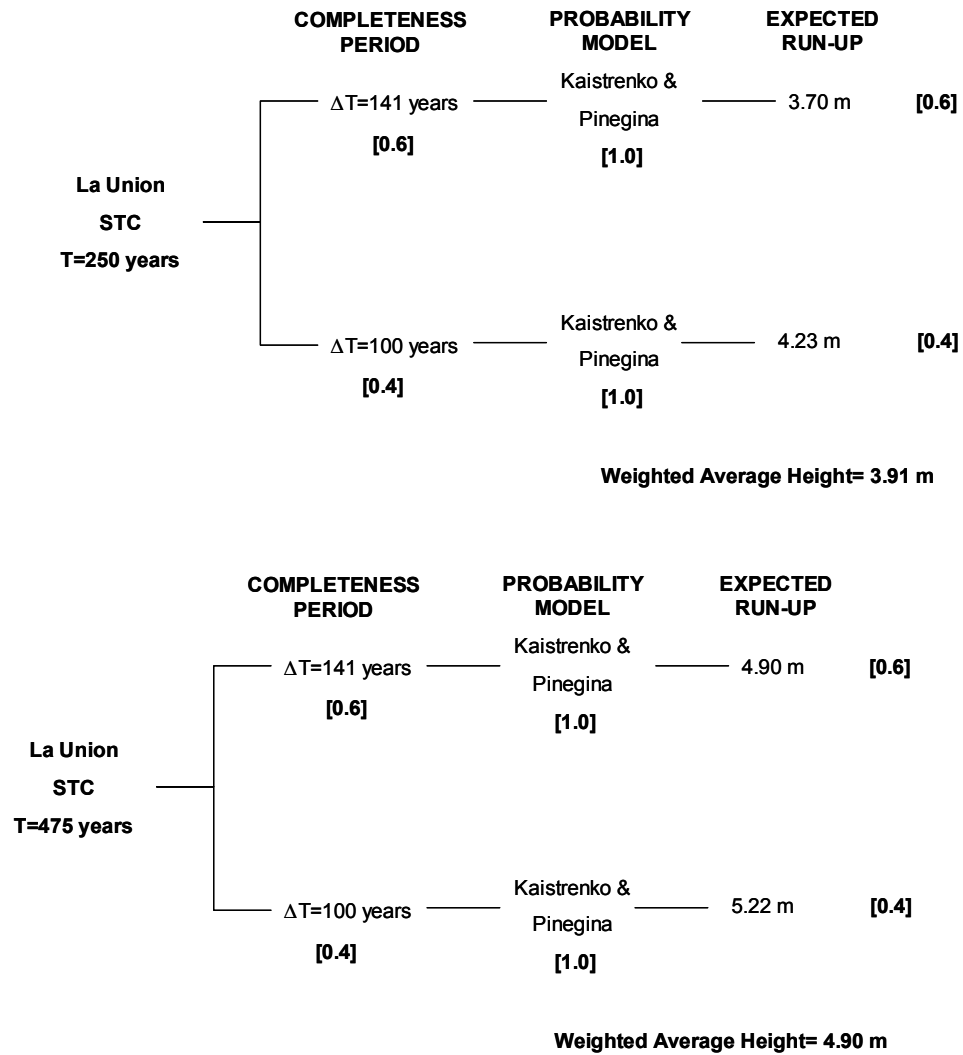 COMPLETENESS PERIOD
PROBABILITY MODEL
EXPECTED RUN-UP
La Union
STC
T=250 years
ΔT=141 years
[0.6]
Kaistrenko &
Pinegina
[1.0]
3.70 m
[0.6]
ΔT=100 years
[0.4]
Kaistrenko &
Pinegina
[1.0]
4.23 m
[0.4]
Weighted Average Height= 3.91 m
COMPLETENESS PERIOD
PROBABILITY MODEL
EXPECTED RUN-UP
La Union
STC
T=475 years
ΔT=141 years
[0.6]
Kaistrenko &
Pinegina
[1.0]
4.90 m
[0.6]
ΔT=100 years
[0.4]
Kaistrenko &
Pinegina
[1.0]
5.22 m
[0.4]
Weighted Average Height= 4.90 m